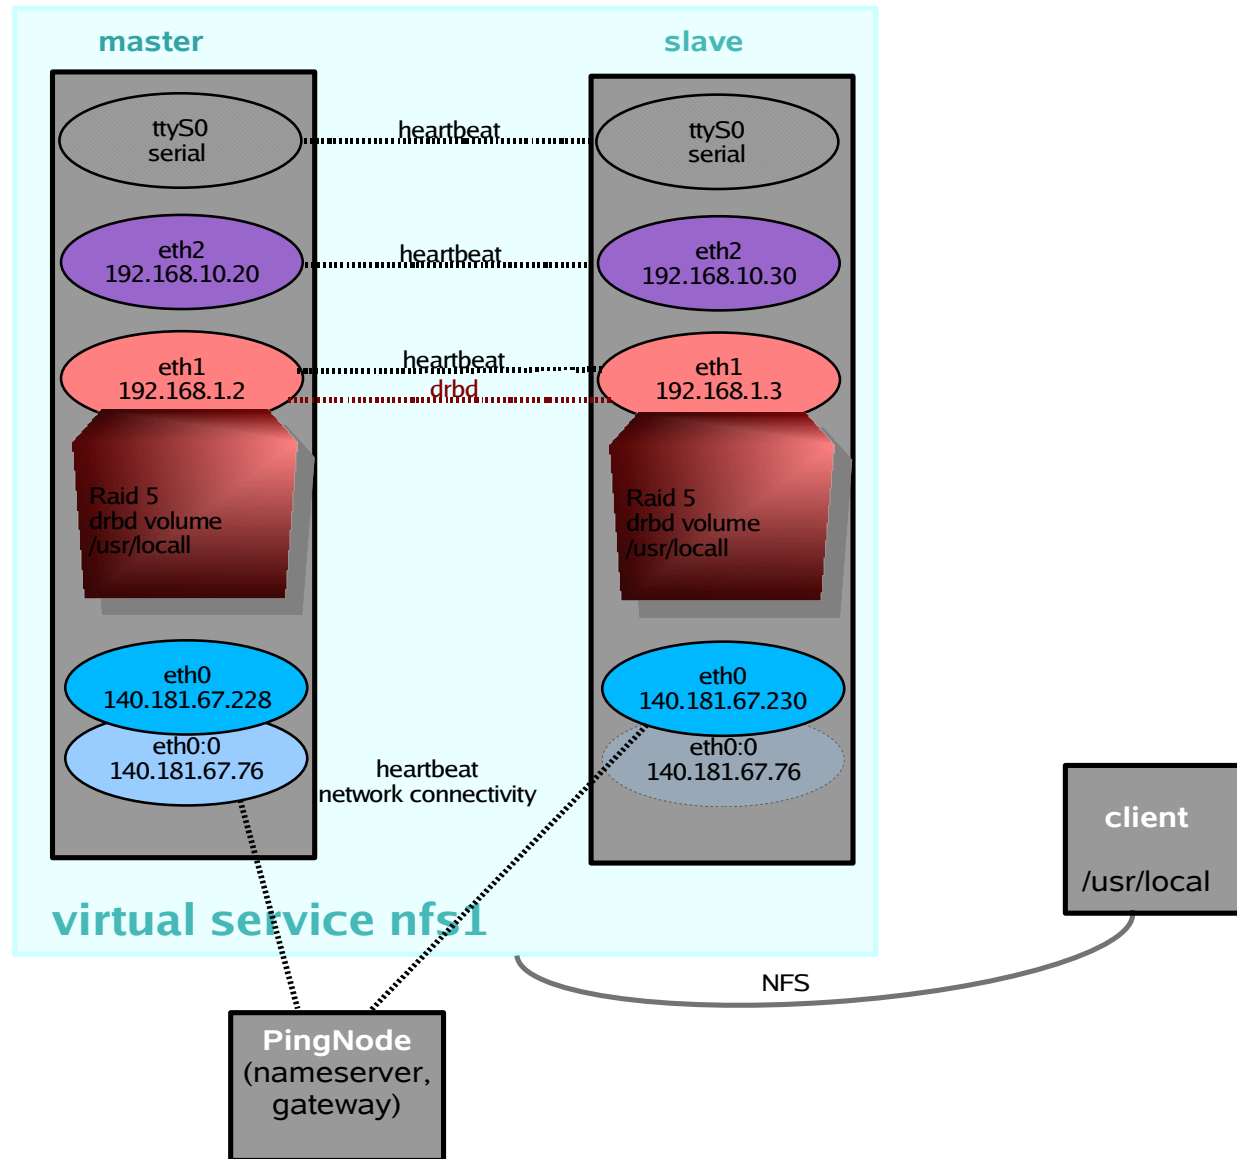 master
slave
ttyS0
serial
heartbeat
ttyS0
serial
eth2
192.168.10.20
heartbeat
eth2
192.168.10.30
eth1
192.168.1.2
heartbeat
drbd
eth1
192.168.1.3
Raid 5
drbd volume
/usr/locall
Raid 5
drbd volume
/usr/locall
eth0
140.181.67.228
eth0
140.181.67.230
eth0:0
140.181.67.76
heartbeat
network connectivity
eth0:0
140.181.67.76
client
/usr/local
virtual service nfs1
NFS
PingNode
(nameserver,
gateway)